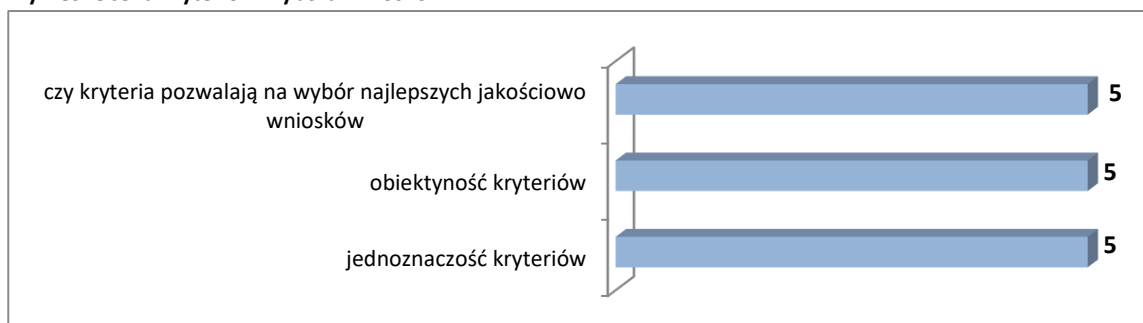 czy kryteria pozwalają na wybór najlepszych jakościowo
wniosków
5
obiektyność kryteriów
5
jednoznaczość kryteriów
5